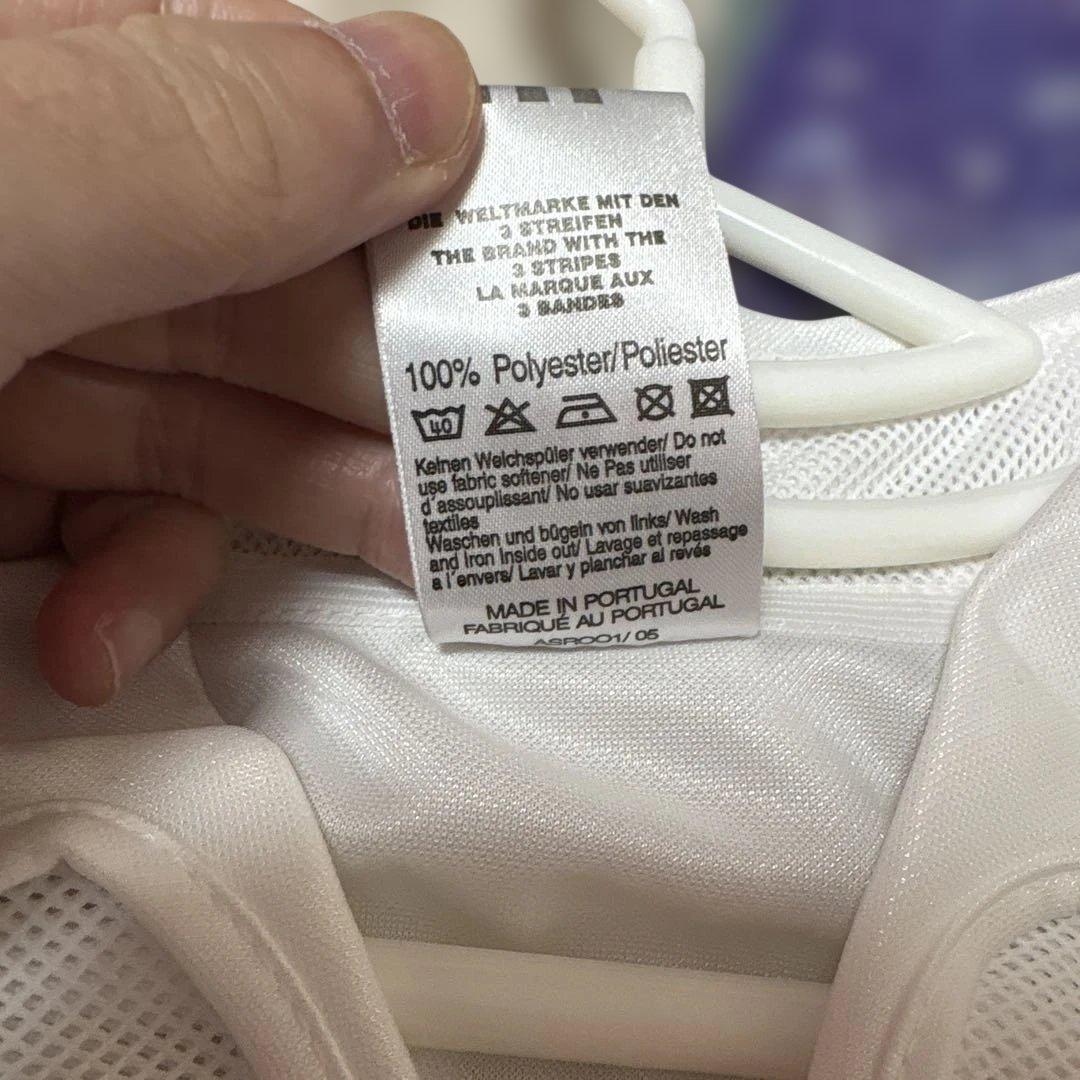 DIE WELTMARKE MIT DEN
3 STREIFEN
THE BRAND WITH THE
3 STRIPES
LA MARQUE AUX
3 BANDES
100% Polyester/Poliester
40
Keinen Weichspüler verwender/ Do not
use fabric softener/ Ne Pas utiliser
d'assouplissant/ No usar suavizantes
textiles
Waschen und bügeln von links/ Wash
and Iron Inside out/ Lavage et repassage
a l'envers/ Lavar y planchar al revés
MADE IN PORTUGAL
FABRIQUÉ AU PORTUGAL
ASR001/ 05